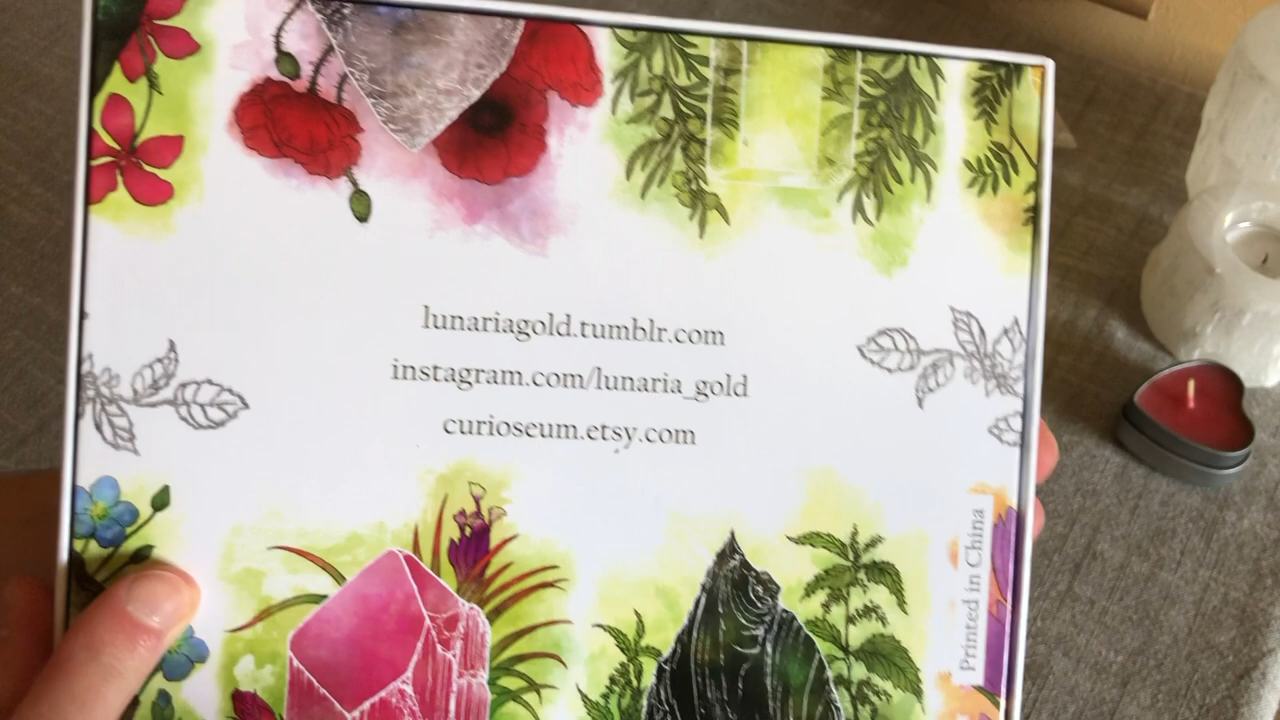 lunariagold.tumblr.com
instagram.com/lunaria_gold
curioseum.etsy.com
Printed in China